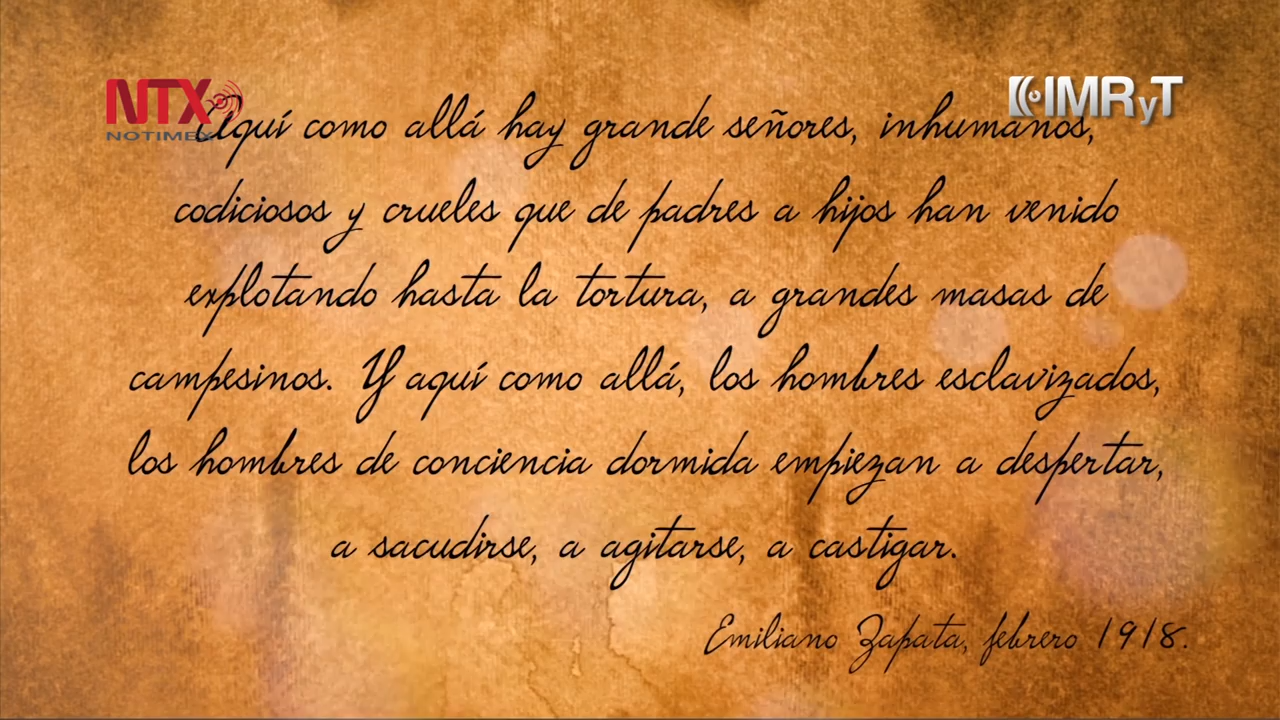 NTX
NOTIMEX
IMRyT
Aquí como allá hay grande señores, inhumanos,
codiciosos y crueles que de padres a hijos han venido
explotando hasta la tortura, a grandes masas de
campesinos. Y aquí como allá, los hombres esclavizados,
los hombres de conciencia dormida empiezan a despertar,
a sacudirse, a agitarse, a castigar.
Emiliano Zapata, febrero 1918.